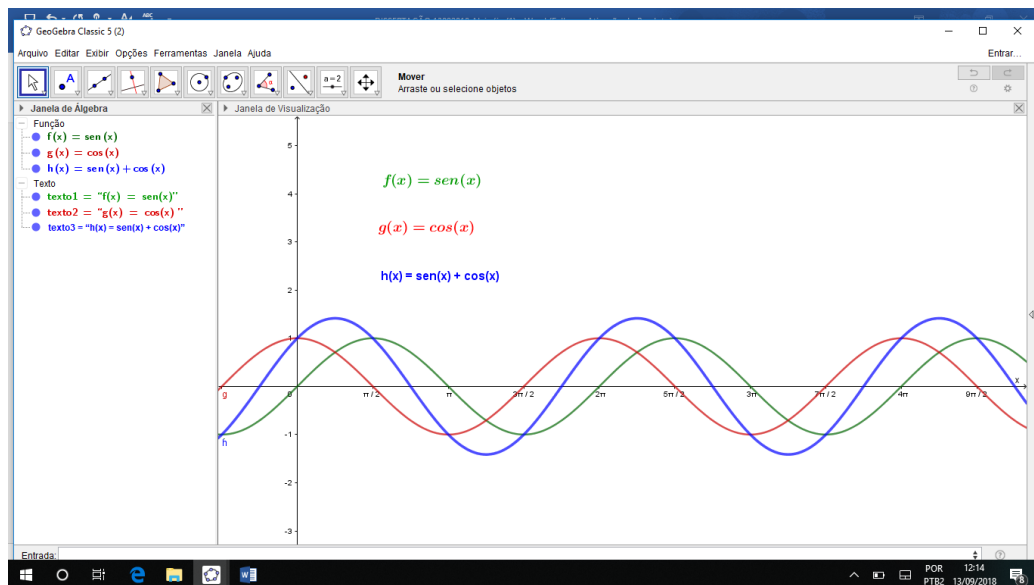 GeoGebra Classic 5 (2)
Arquivo Editar Exibir Opções Ferramentas Janela Ajuda
Entrar...
A
a=2
Mover
Arraste ou selecione objetos
Janela de Álgebra
Janela de Visualização
Função
f(x) = sen (x)
g(x) = cos (x)
h(x) = sen (x) + cos (x)
Texto
texto1 = "f(x) = sen(x)"
texto2 = "g(x) = cos(x) "
texto3 = "h(x) = sen(x) + cos(x)"
f(x) = sen(x)
g(x) = cos(x)
h(x) = sen(x) + cos(x)
5
4
3
2
1
0
-1
-2
-3
π / 2
π
3π / 2
2π
5π / 2
3π
7π / 2
4π
9π / 2
x
g
h
Entrada:
POR
PTB2
12:14
13/09/2018
8